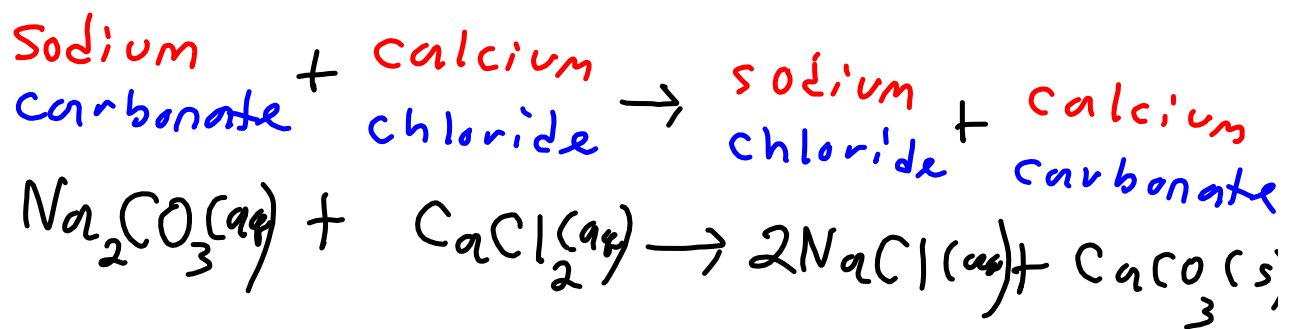 sodium + calcium → sodium + calcium
carbonate chloride chloride carbonate
Na₂CO₃(aq) + CaCl₂(aq) → 2NaCl(aq) + CaCO₃(s)